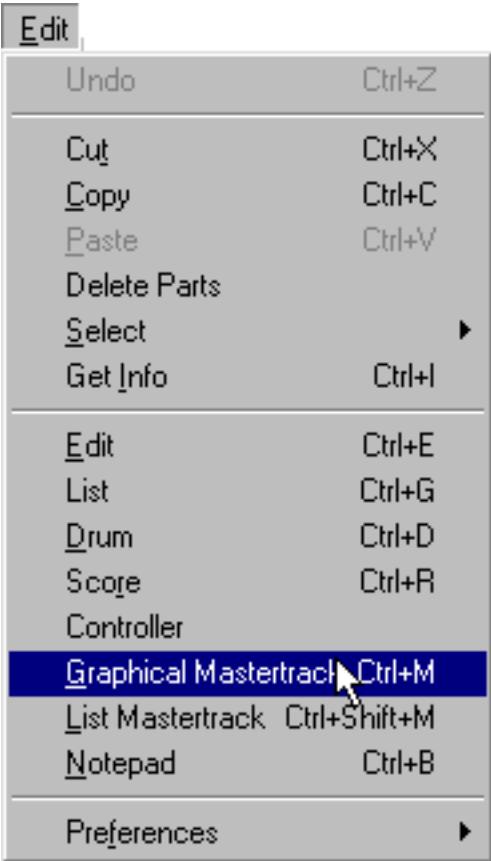 Edit
Undo Ctrl+Z
Cut Ctrl+X
Copy Ctrl+C
Paste Ctrl+V
Delete Parts
Select
Get Info Ctrl+I
Edit Ctrl+E
List Ctrl+G
Drum Ctrl+D
Score Ctrl+R
Controller
Graphical Mastertrack Ctrl+M
List Mastertrack Ctrl+Shift+M
Notepad Ctrl+B
Preferences